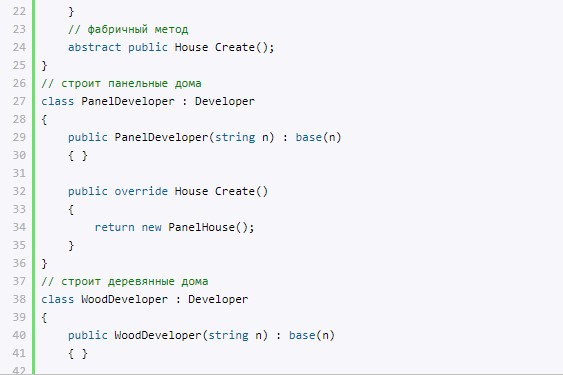 22 }
23 // фабричный метод
24 abstract public House Create();
25 }
26 // строит панельные дома
27 class PanelDeveloper : Developer
28 {
29 public PanelDeveloper(string n) : base(n)
30 { }
31
32 public override House Create()
33 {
34 return new PanelHouse();
35 }
36 }
37 // строит деревянные дома
38 class WoodDeveloper : Developer
39 {
40 public WoodDeveloper(string n) : base(n)
41 { }
42